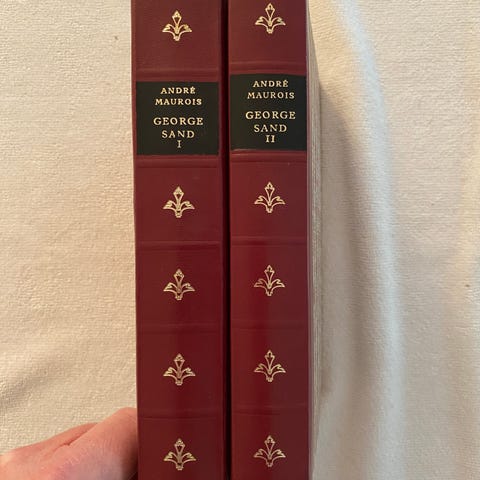 ANDRÉ
MAUROIS
GEORGE
SAND
I
ANDRÉ
MAUROIS
GEORGE
SAND
II